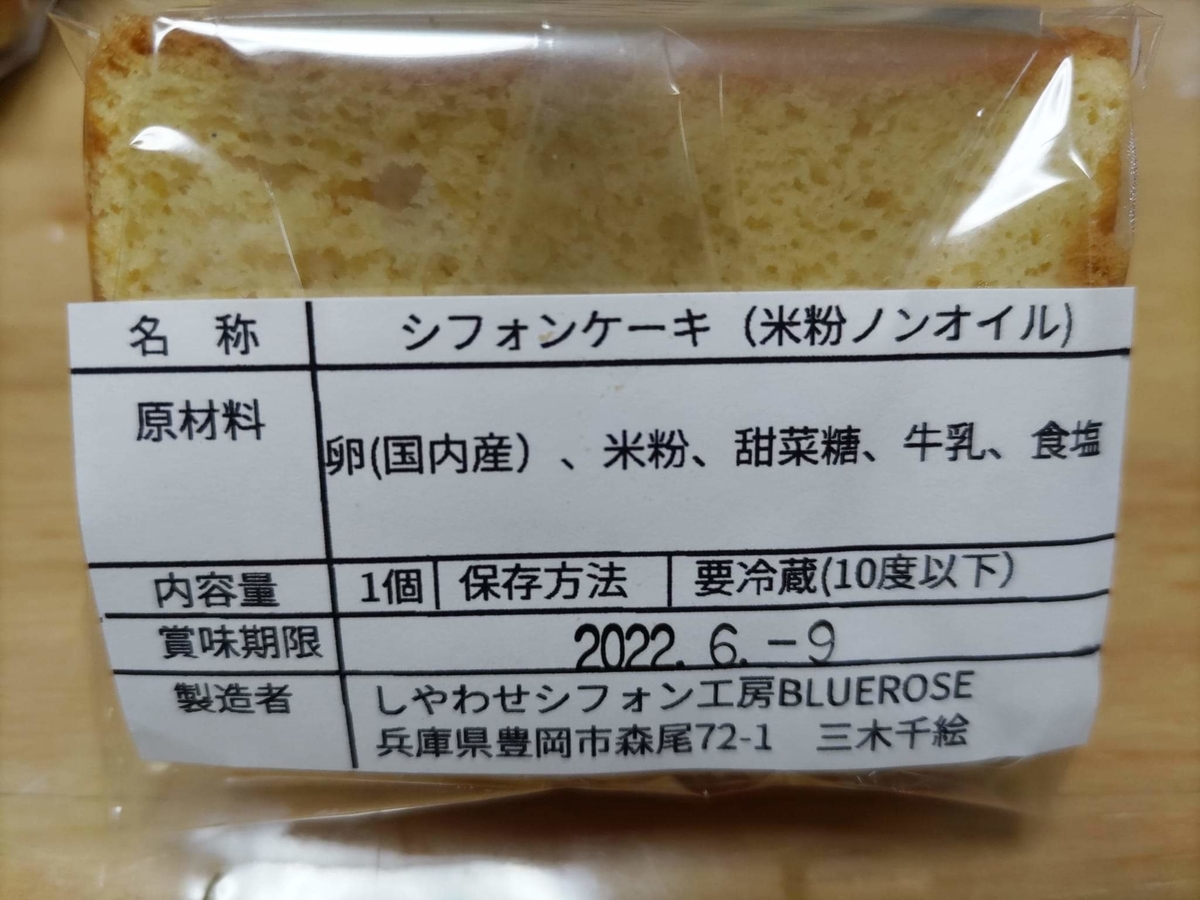 名　称 シフォンケーキ（米粉ノンオイル)
原材料 卵(国内産）、米粉、甜菜糖、牛乳、食塩
内容量 1個 保存方法 要冷蔵(10度以下）
賞味期限 2022. 6. -9
製造者 しやわせシフォン工房BLUEROSE
兵庫県豊岡市森尾72-1　三木千絵